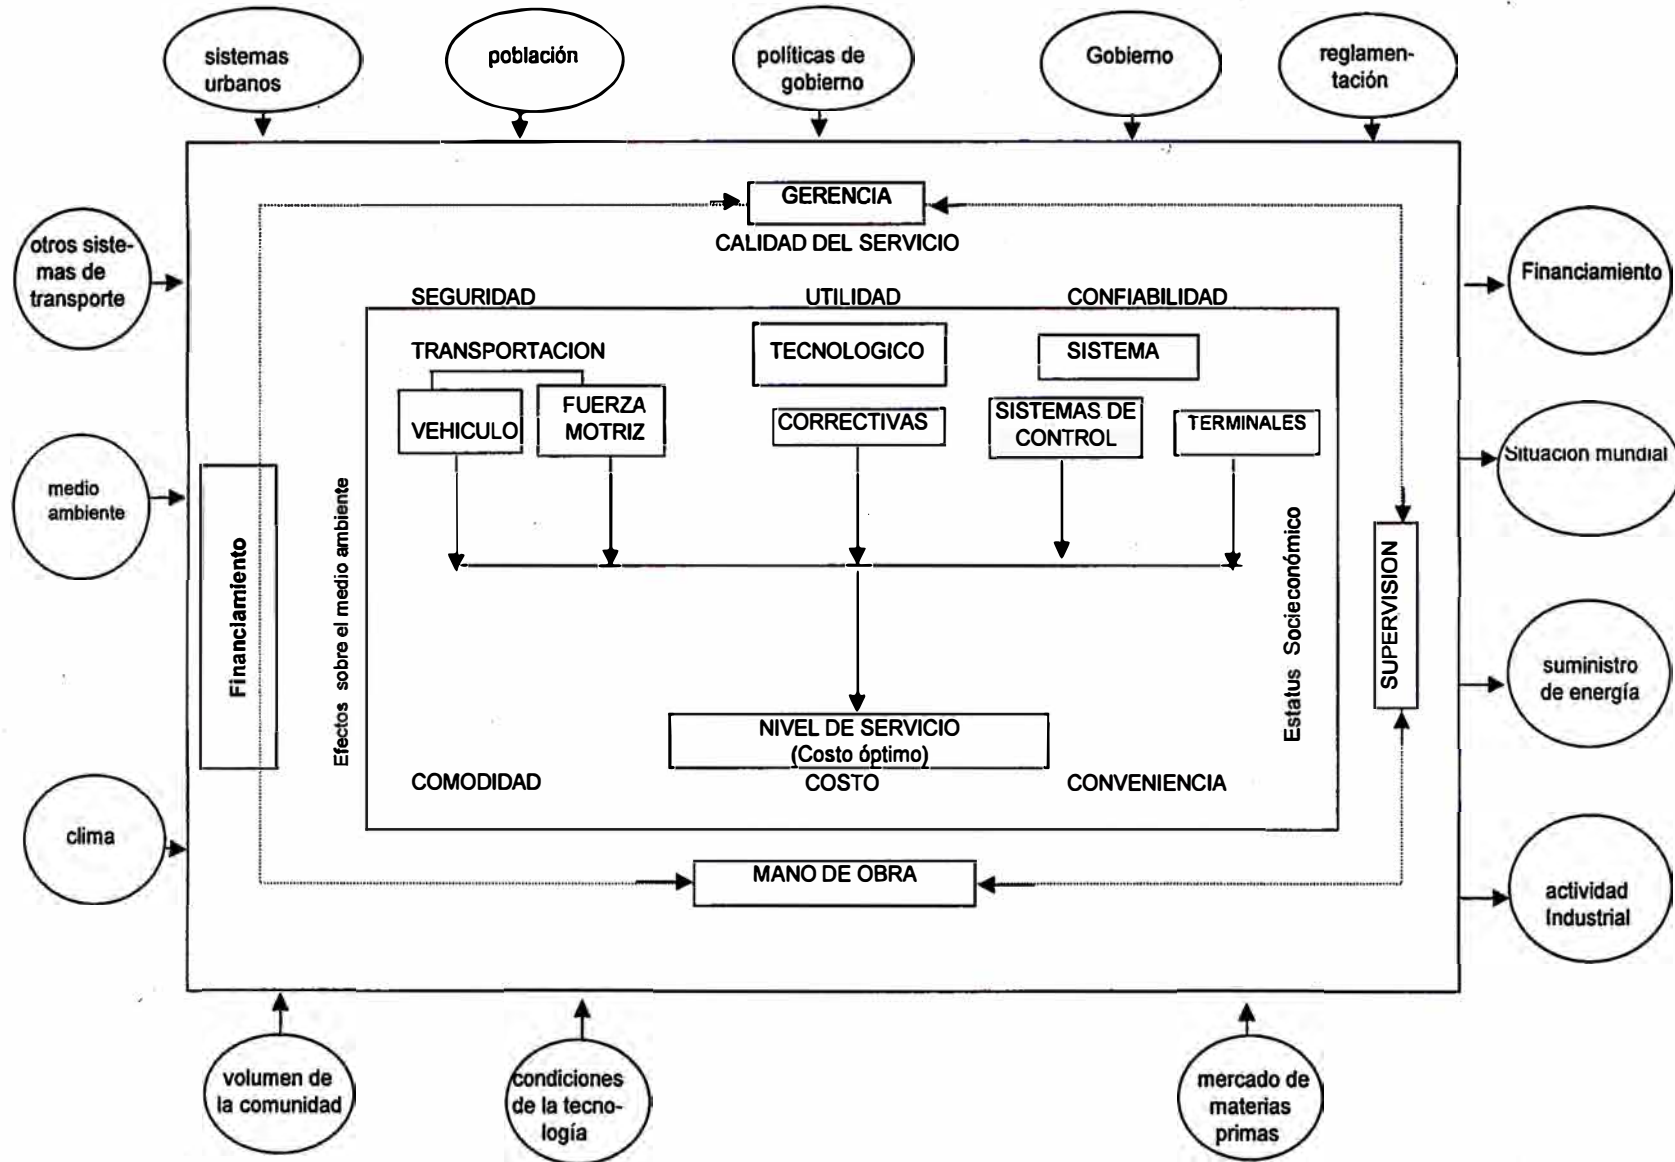 sistemas
urbanos
población
políticas de
gobierno
Gobierno
reglamen-
tación
GERENCIA
CALIDAD DEL SERVICIO
otros siste-
mas de
transporte
Financiamiento
SEGURIDAD
UTILIDAD
CONFIABILIDAD
TRANSPORTACION
TECNOLOGICO
SISTEMA
VEHICULO
FUERZA
MOTRIZ
CORRECTIVAS
SISTEMAS DE
CONTROL
TERMINALES
Situación mundial
medio
ambiente
Financiamiento
Efectos sobre el medio ambiente
Estatus Socieconómico
SUPERVISION
suministro
de energía
NIVEL DE SERVICIO
(Costo óptimo)
COMODIDAD
COSTO
CONVENIENCIA
clima
MANO DE OBRA
actividad
Industrial
volumen de
la comunidad
condiciones
de la tecno-
logía
mercado de
materias
primas